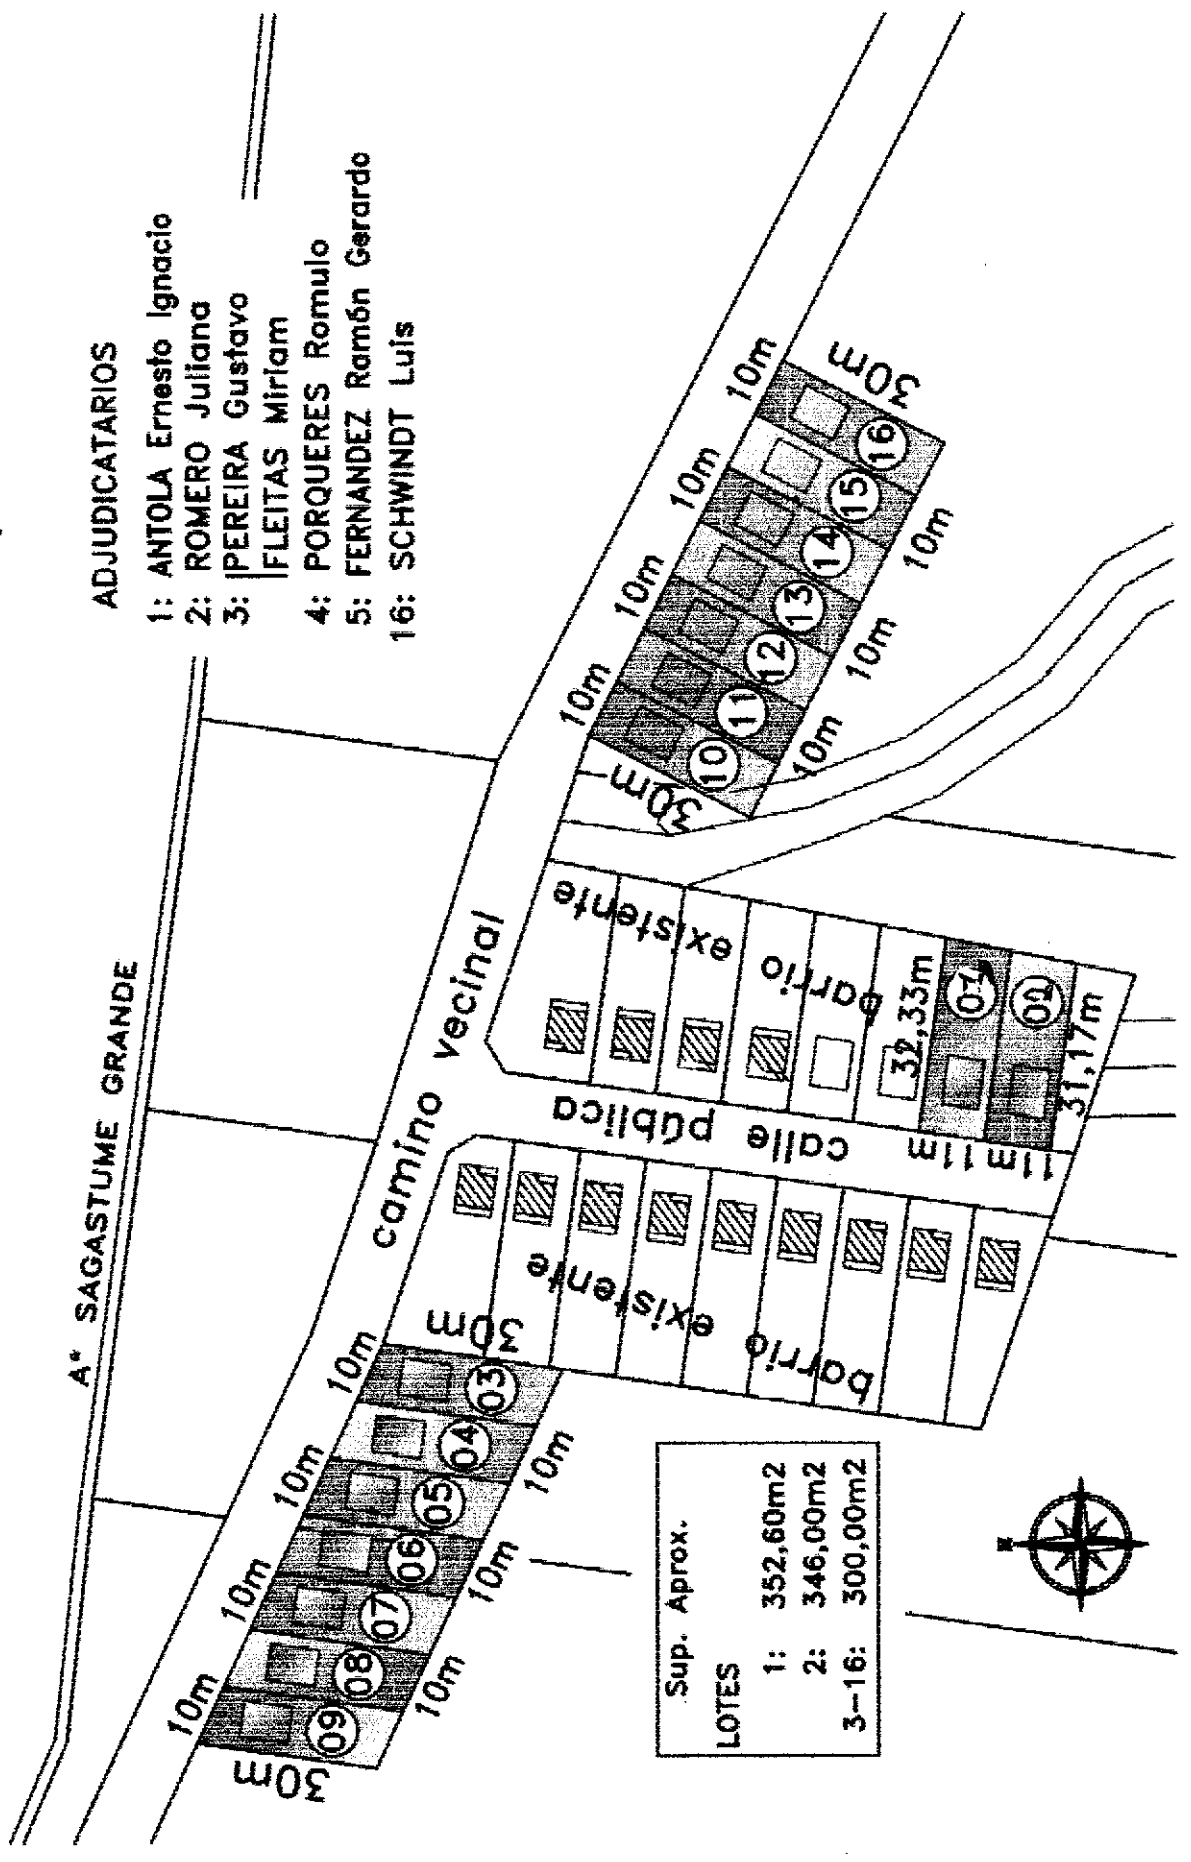 A° SAGASTUME GRANDE
ADJUDICATARIOS
1: ANTOLA Ernesto Ignacio
2: ROMERO Juliana
3: PEREIRA Gustavo
FLEITAS Miriam
4: PORQUERES Romulo
5: FERNANDEZ Ramón Gerardo
16: SCHWINDT Luis
camino vecinal
10m
10m
10m
10m
30m
09
08
07
06
05
04
03
30m
10m
10m
10m
barrio existente
calle pública
barrio existente
32,33m
01
02
31,17m
11m
11m
10m
10m
10m
10m
30m
10
11
12
13
14
15
16
30m
10m
10m
10m
Sup. Aprox.
LOTES
1: 352,60m2
2: 346,00m2
3-16: 300,00m2
N